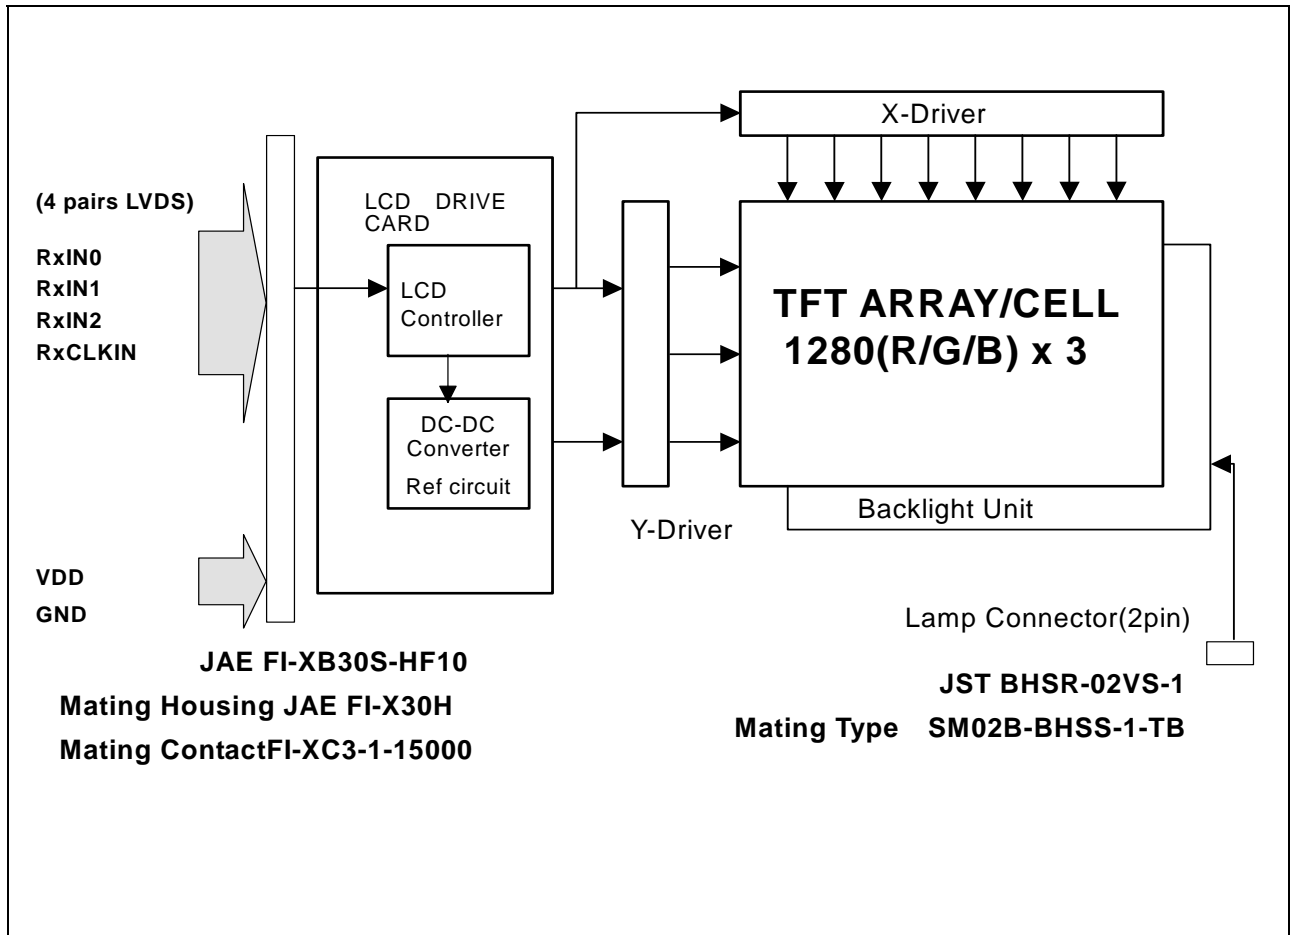 X-Driver
(4 pairs LVDS)
RxIN0
RxIN1
RxIN2
RxCLKIN
LCD DRIVE
CARD
LCD
Controller
DC-DC
Converter
Ref circuit
TFT ARRAY/CELL
1280(R/G/B) x 3
Backlight Unit
Y-Driver
VDD
GND
Lamp Connector(2pin)
JAE FI-XB30S-HF10
Mating Housing JAE FI-X30H
Mating ContactFI-XC3-1-15000
JST BHSR-02VS-1
Mating Type SM02B-BHSS-1-TB